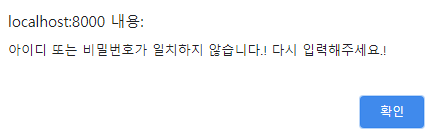 localhost:8000 내용:
아이디 또는 비밀번호가 일치하지 않습니다.! 다시 입력해주세요.!
확인